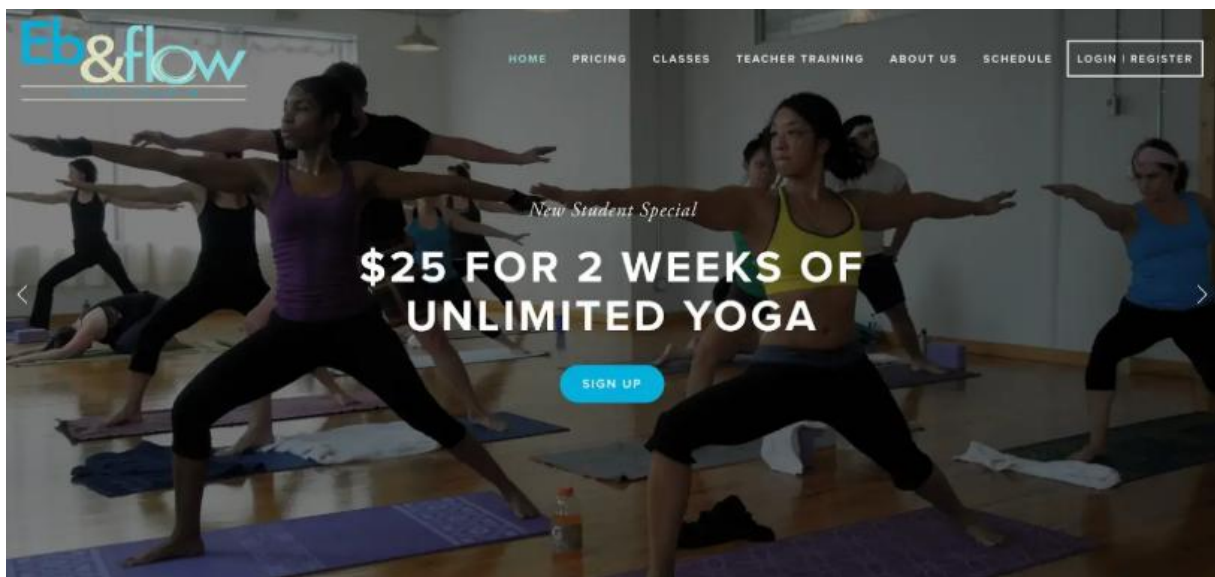 Eb&flow
HOME PRICING CLASSES TEACHER TRAINING ABOUT US SCHEDULE LOGIN | REGISTER
New Student Special
$25 FOR 2 WEEKS OF
UNLIMITED YOGA
SIGN UP